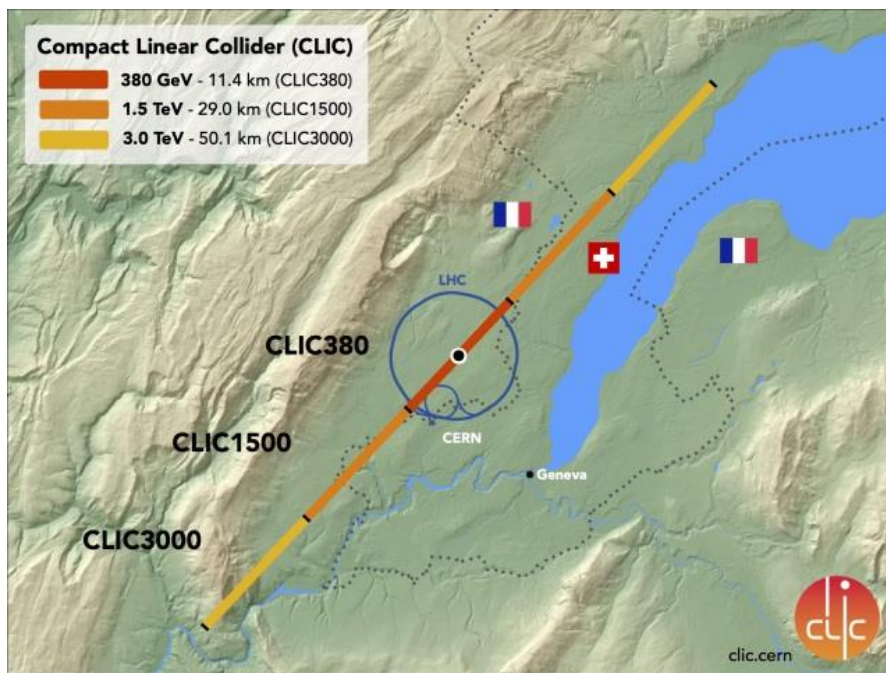 Compact Linear Collider (CLIC)
380 GeV - 11.4 km (CLIC380)
1.5 TeV - 29.0 km (CLIC1500)
3.0 TeV - 50.1 km (CLIC3000)
LHC
CLIC380
CLIC1500
CERN
Geneva
CLIC3000
clic
clic.cern